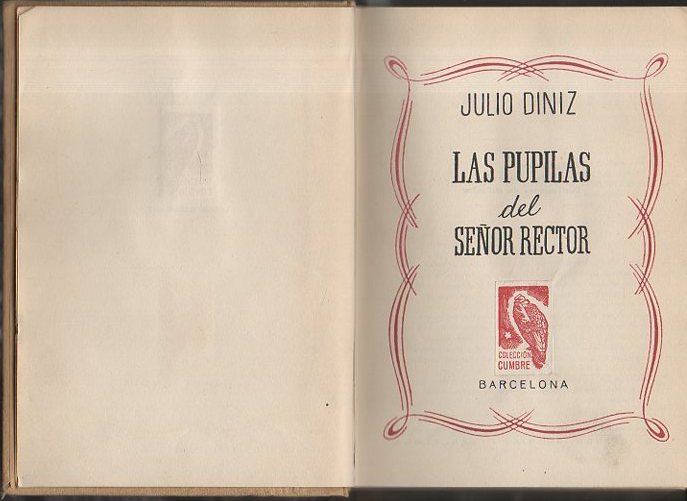 JULIO DINIZ
LAS PUPILAS
del
SEÑOR RECTOR
COLECCIÓN
CUMBRE
BARCELONA